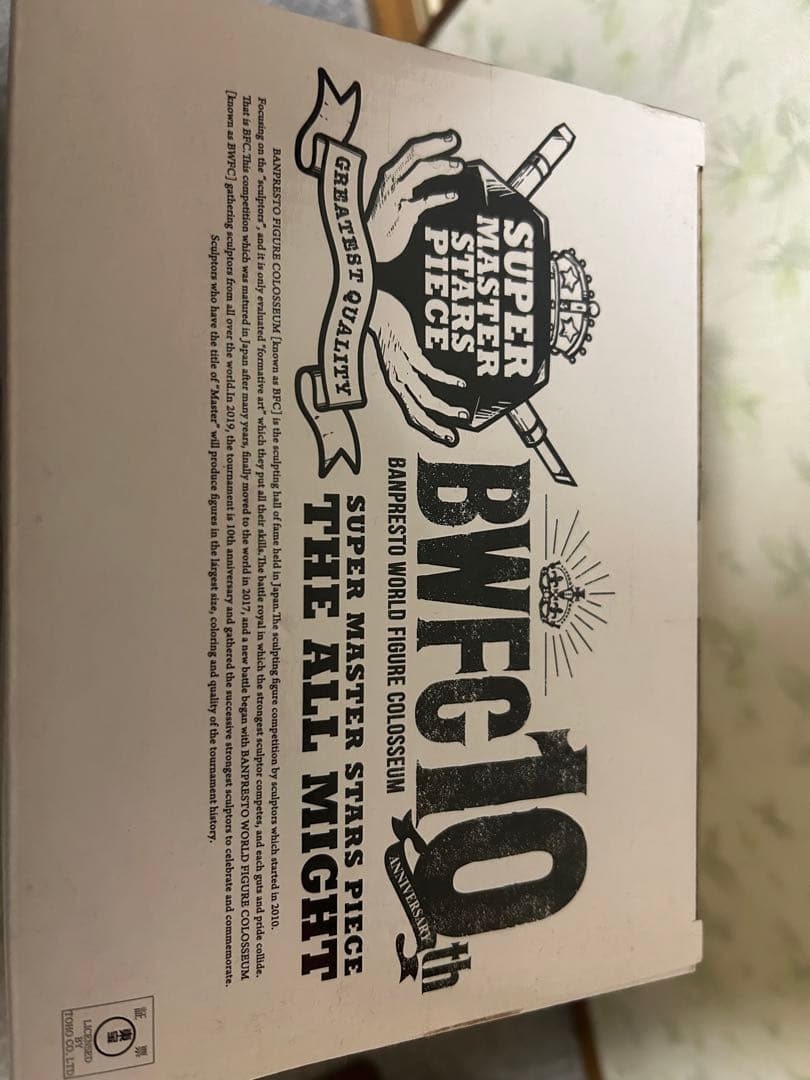 SUPER
MASTER
STARS
PIECE
GREATEST QUALITY
BWFC10th
ANNIVERSARY
BANPRESTO WORLD FIGURE COLOSSEUM
SUPER MASTER STARS PIECE
THE ALL MIGHT
BANPRESTO FIGURE COLOSSEUM [known as BFC] is the sculpting hall of fame held in Japan. The sculpting figure competition by sculptors which started in 2010.
Focusing on the "sculptors", and it is only evaluated "formative art" which they put all their skills. The battle royal in which the strongest sculptor competes, and each guts and pride collide.
That is BFC. This competition which was matured in Japan after many years, finally moved to the world in 2017, and a new battle began with BANPRESTO WORLD FIGURE COLOSSEUM
[known as BWFC] gathering sculptors from all over the world. In 2019, the tournament is 10th anniversary and gathered the successive strongest sculptors to celebrate and commemorate.
Sculptors who have the title of "Master" will produce figures in the largest size, coloring and quality of the tournament history.
証 票
東宝
LICENSED
BY
TOHO CO., LTD.